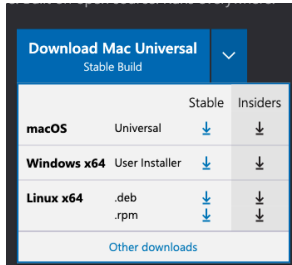 Download Mac Universal
Stable Build
Stable Insiders
macOS Universal
Windows x64 User Installer
Linux x64 .deb
.rpm
Other downloads